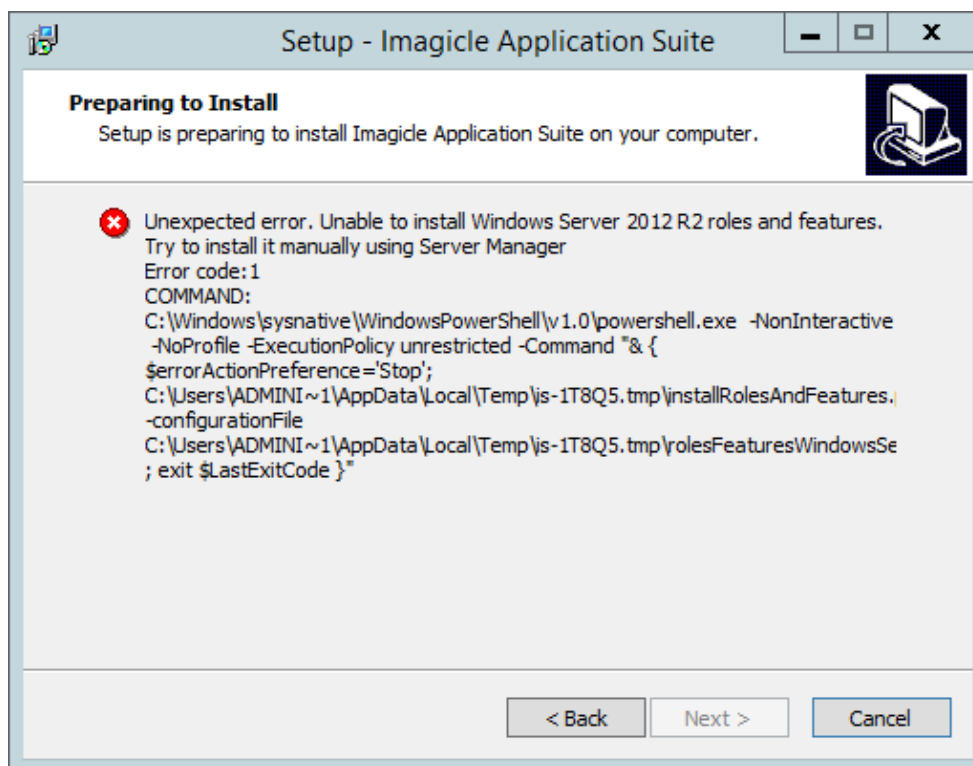 Setup - Imagicle Application Suite
Preparing to Install
Setup is preparing to install Imagicle Application Suite on your computer.
Unexpected error. Unable to install Windows Server 2012 R2 roles and features.
Try to install it manually using Server Manager
Error code:1
COMMAND:
C:\Windows\sysnative\WindowsPowerShell\v1.0\powershell.exe -NonInteractive
-NoProfile -ExecutionPolicy unrestricted -Command "& {
$errorActionPreference='Stop';
C:\Users\ADMINI~1\AppData\Local\Temp\is-1T8Q5.tmp\installRolesAndFeatures.
-configurationFile
C:\Users\ADMINI~1\AppData\Local\Temp\is-1T8Q5.tmp\rolesFeaturesWindowsSe
; exit $LastExitCode }"
< Back
Next >
Cancel